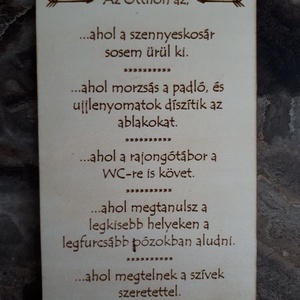 Az Otthon az,
...ahol a szennyeskosár
sosem ürül ki.
...ahol morzsás a padló, és
ujjlenyomatok díszítik az
ablakokat.
...ahol a rajongótábor a
WC-re is követ.
...ahol megtanulsz a
legkisebb helyeken a
legfurcsább pózokban aludni.
...ahol megtelnek a szívek
szeretettel.